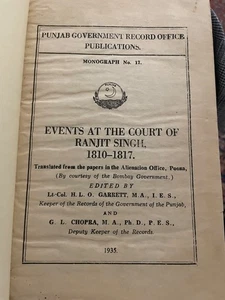 PUNJAB GOVERNMENT RECORD OFFICE
PUBLICATIONS.
MONOGRAPH No. 17.
EVENTS AT THE COURT OF
RANJIT SINGH,
1810-1817.
Translated from the papers in the Alienation Office, Poona,
(By courtesy of the Bombay Government.)
EDITED BY
Lt-Col. H. L. O. GARRETT, M.A., I. E. S.,
Keeper of the Records of the Government of the Punjab,
AND
G. L. CHOPRA, M. A., Ph. D., P. E. S.,
Deputy Keeper of the Records
1935.